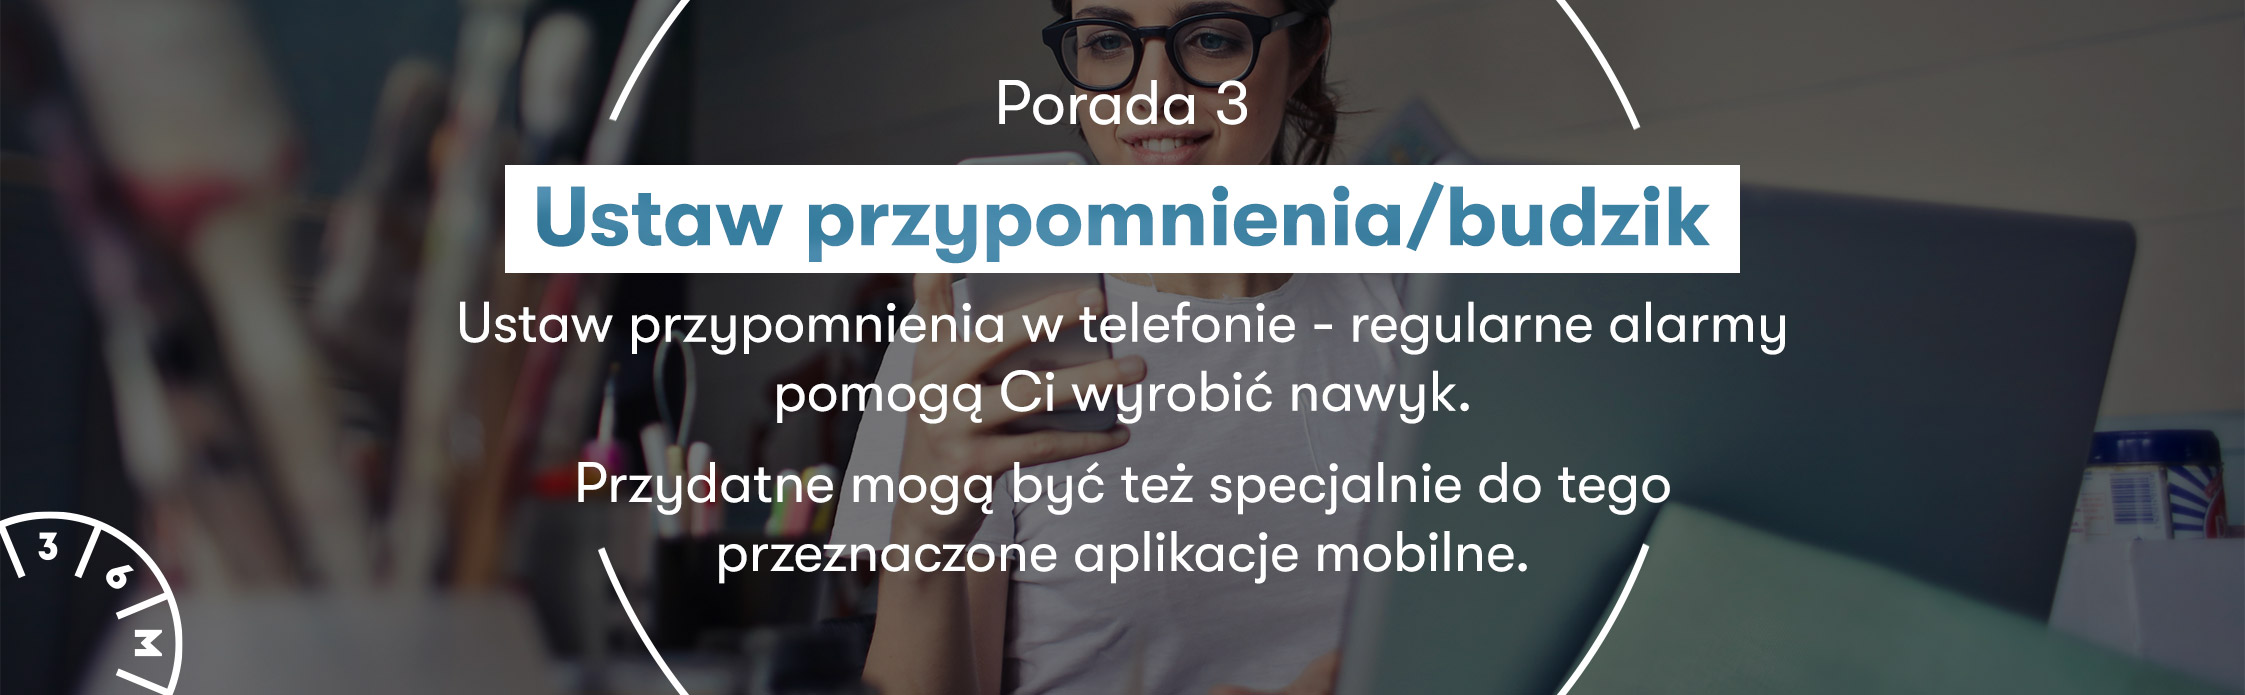 Porada 3
Ustaw przypomnienia/budzik
Ustaw przypomnienia w telefonie - regularne alarmy
pomogą Ci wyrobić nawyk.
Przydatne mogą być też specjalnie do tego
przeznaczone aplikacje mobilne.
3
6
M